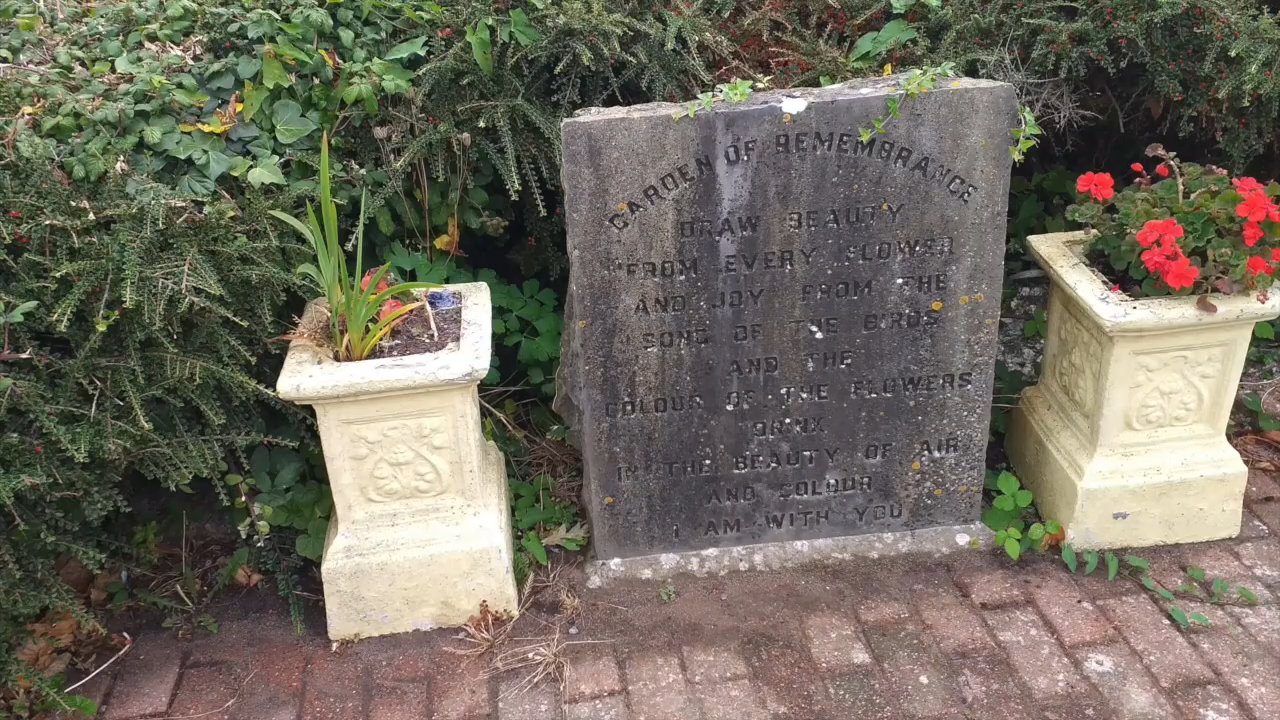 GARDEN OF REMEMBRANCE
DRAW BEAUTY
"FROM EVERY FLOWER
AND JOY FROM THE
SONG OF THE BIRDS
AND THE
COLOUR OF THE FLOWERS
DRINK
IN THE BEAUTY OF AIR
AND COLOUR
I AM WITH YOU